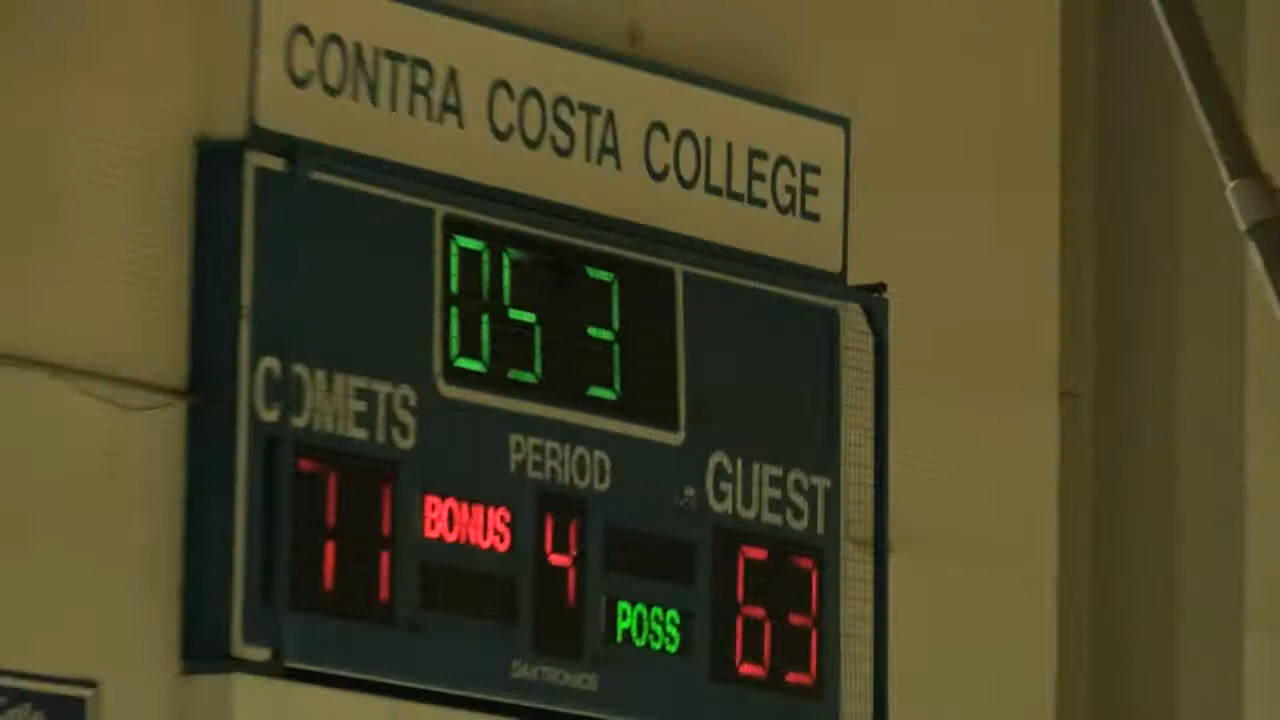 CONTRA COSTA COLLEGE
053
COMETS
PERIOD
GUEST
71
BONUS
4
POSS
63
DAKTRONICS